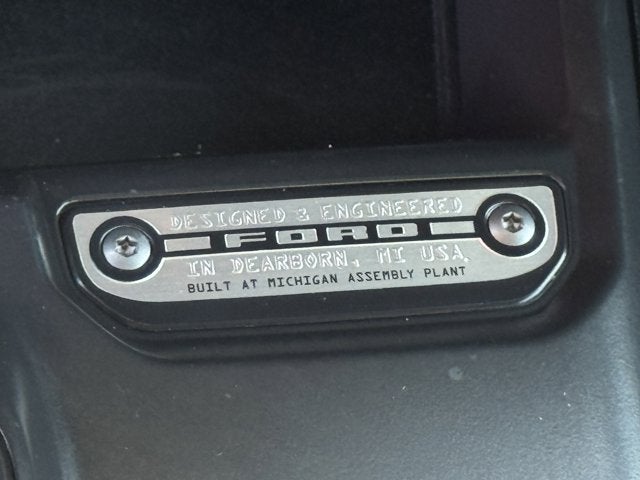 DESIGNED & ENGINEERED
FORD
IN DEARBORN, MI USA.
BUILT AT MICHIGAN ASSEMBLY PLANT